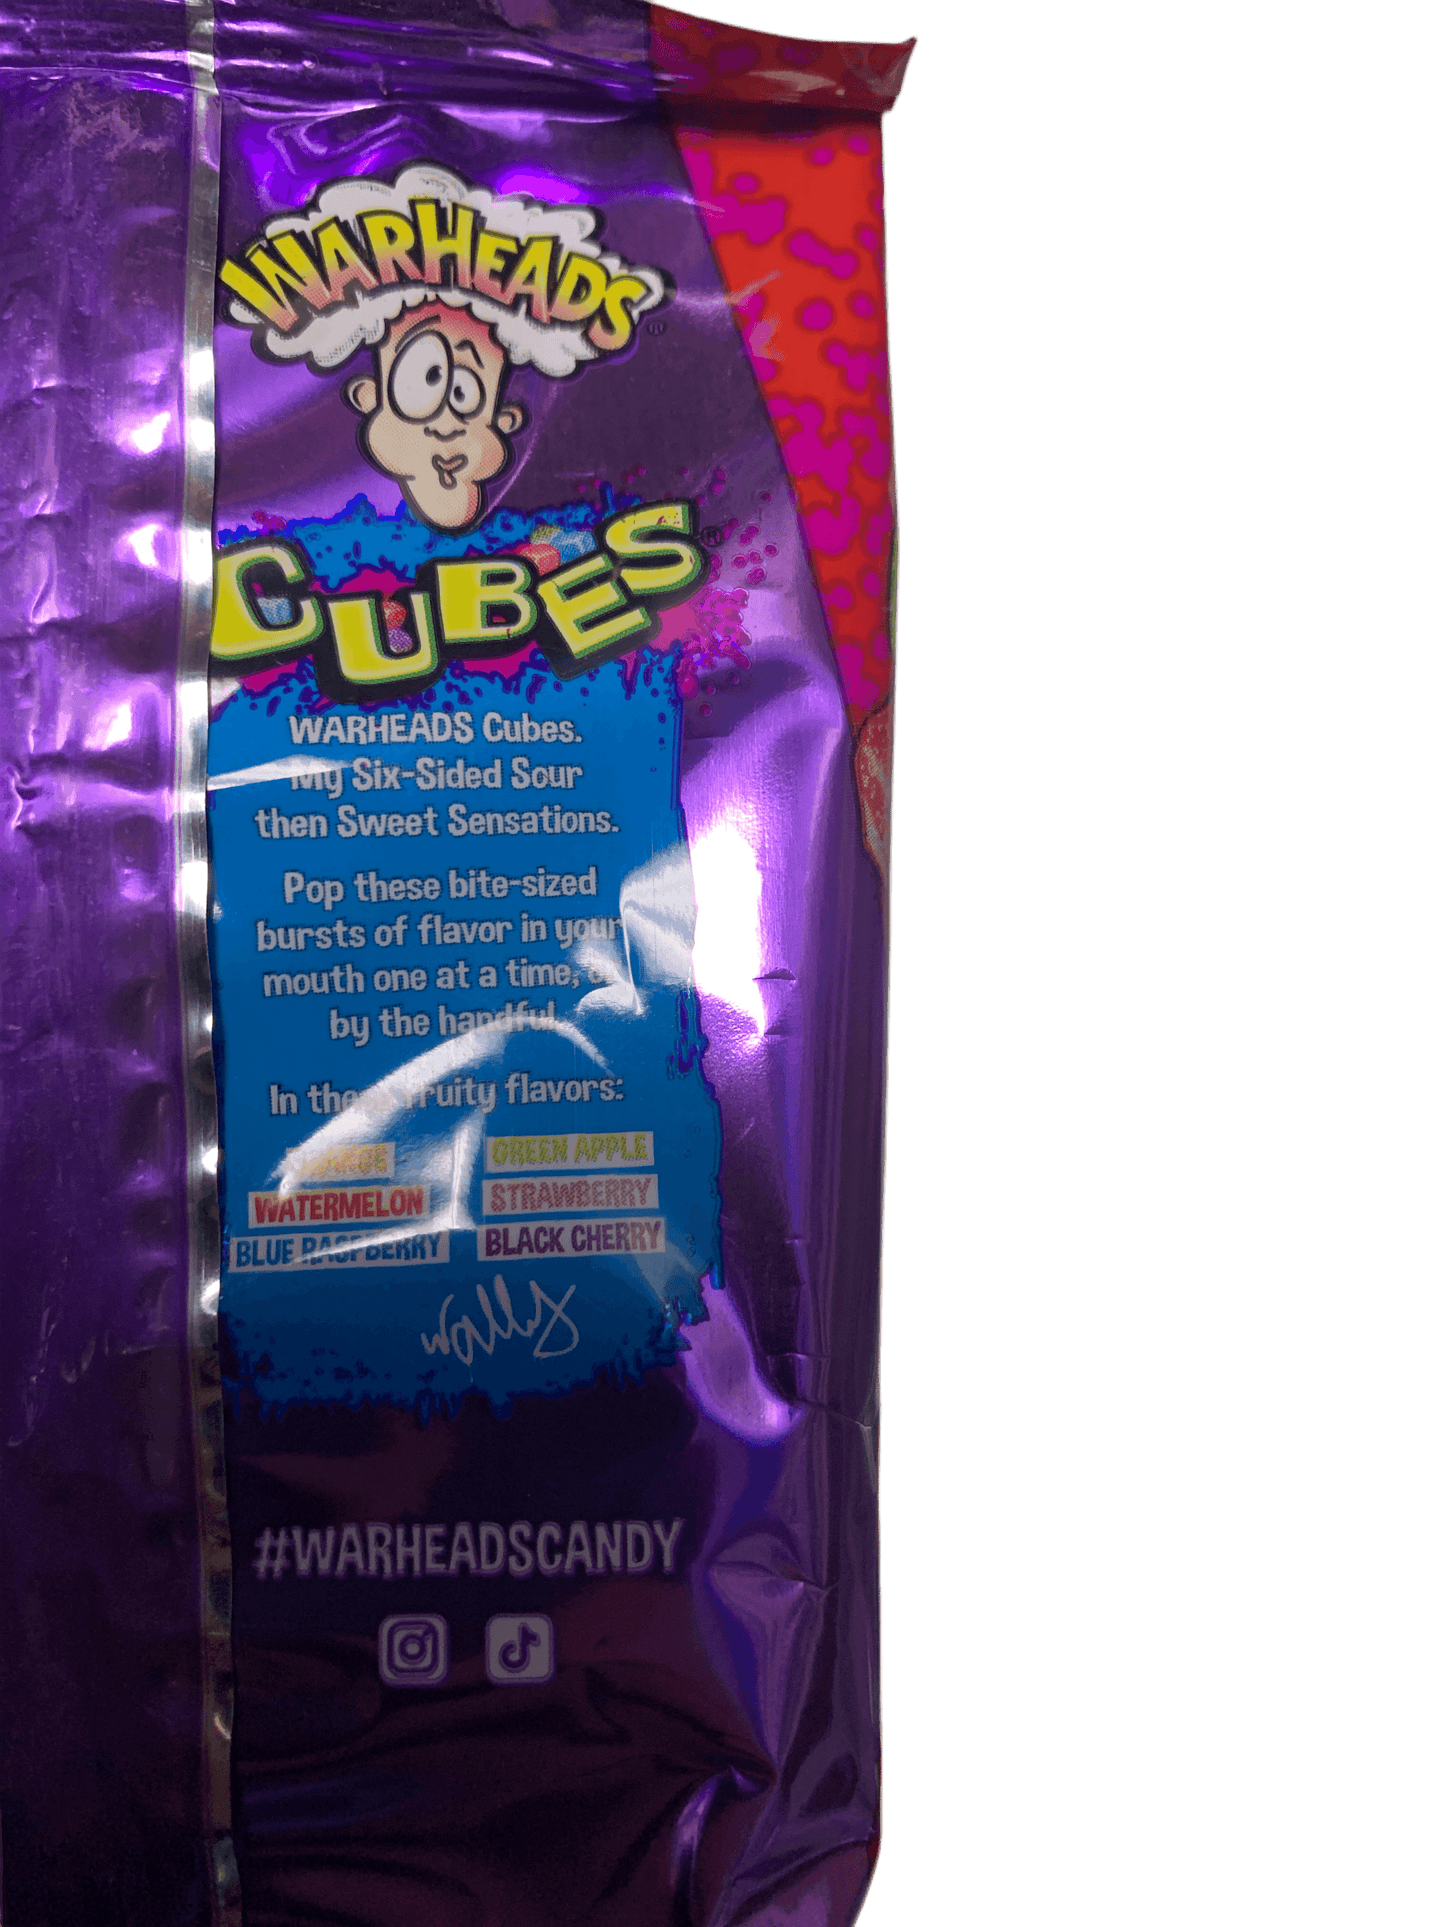 WARHEADS®
CUBES®
WARHEADS Cubes.
My Six-Sided Sour
then Sweet Sensations.
Pop these bite-sized
bursts of flavor in your
mouth one at a time,
by the handful
In fruity flavors:
GREEN APPLE
WATERMELON STRAWBERRY
BLUE RASPBERRY BLACK CHERRY
Wally
#WARHEADSCANDY